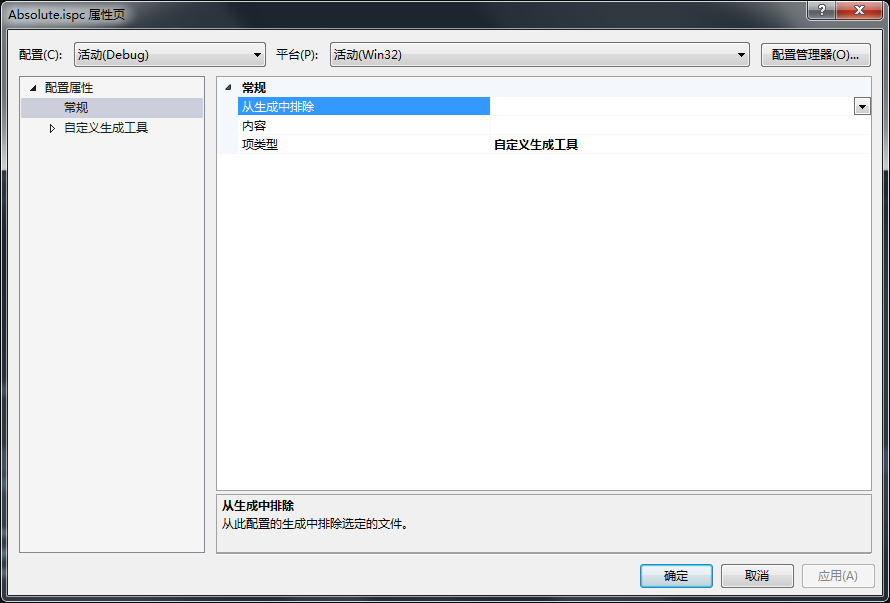 Absolute.ispc 属性页
配置(C): 活动(Debug) 平台(P): 活动(Win32) 配置管理器(O)...
配置属性
常规
自定义生成工具
常规
从生成中排除
内容
项类型 自定义生成工具
从生成中排除
从此配置的生成中排除选定的文件。
确定 取消 应用(A)